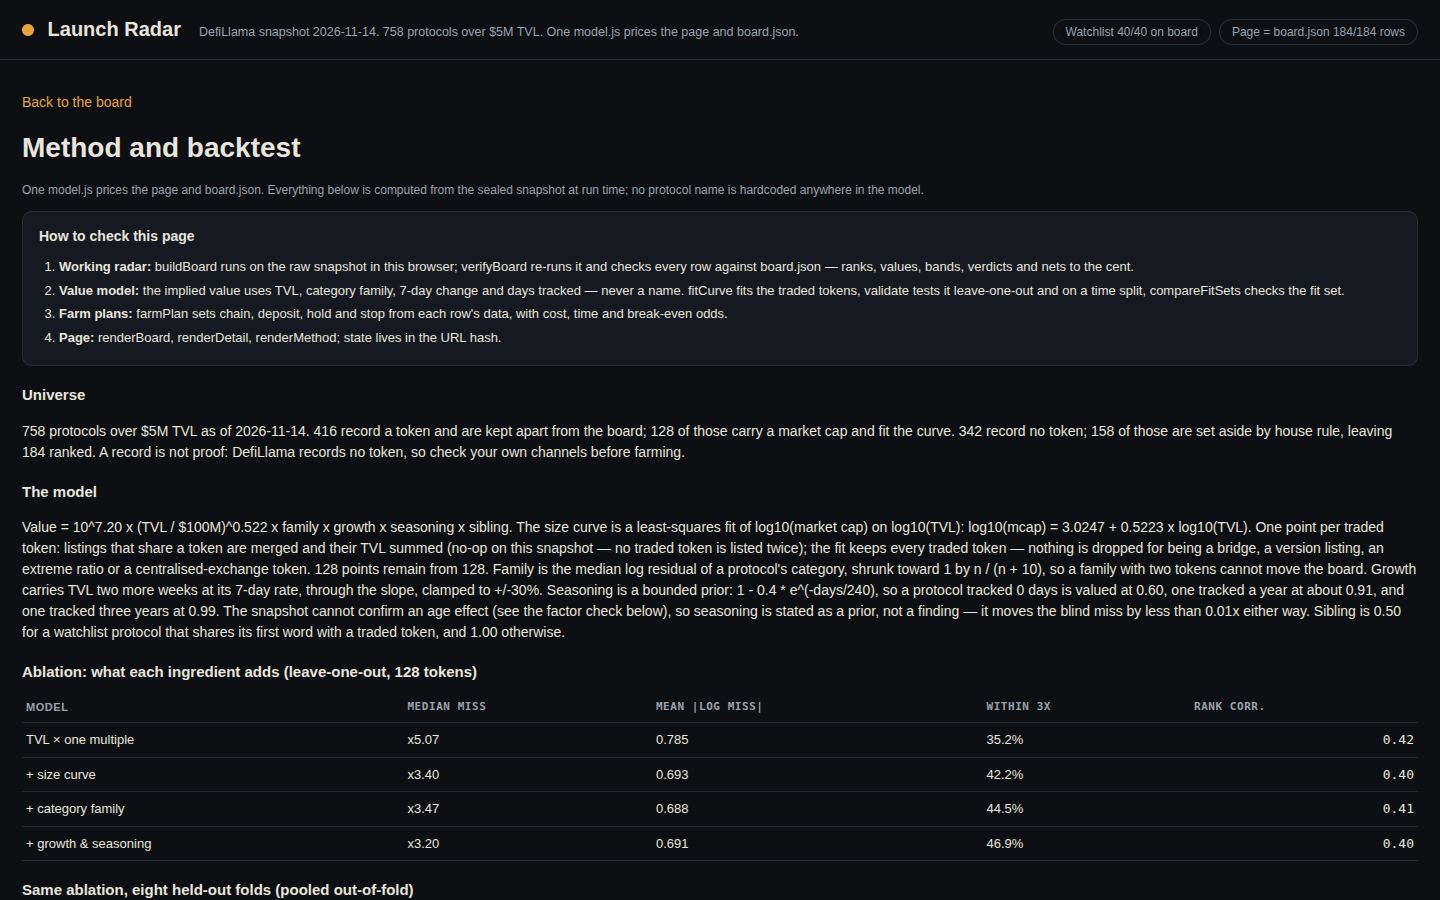 Launch Radar
DefiLlama snapshot 2026-11-14. 758 protocols over $5M TVL. One model.js prices the page and board.json.
Watchlist 40/40 on board
Page = board.json 184/184 rows
Back to the board
Method and backtest
One model.js prices the page and board.json. Everything below is computed from the sealed snapshot at run time; no protocol name is hardcoded anywhere in the model.
How to check this page
1. Working radar: buildBoard runs on the raw snapshot in this browser; verifyBoard re-runs it and checks every row against board.json — ranks, values, bands, verdicts and nets to the cent.
2. Value model: the implied value uses TVL, category family, 7-day change and days tracked — never a name. fitCurve fits the traded tokens, validate tests it leave-one-out and on a time split, compareFitSets checks the fit set.
3. Farm plans: farmPlan sets chain, deposit, hold and stop from each row's data, with cost, time and break-even odds.
4. Page: renderBoard, renderDetail, renderMethod; state lives in the URL hash.
Universe
758 protocols over $5M TVL as of 2026-11-14. 416 record a token and are kept apart from the board; 128 of those carry a market cap and fit the curve. 342 record no token; 158 of those are set aside by house rule, leaving
184 ranked. A record is not proof: DefiLlama records no token, so check your own channels before farming.
The model
Value = 10^7.20 x (TVL / $100M)^0.522 x family x growth x seasoning x sibling. The size curve is a least-squares fit of log10(market cap) on log10(TVL): log10(mcap) = 3.0247 + 0.5223 x log10(TVL). One point per traded
token: listings that share a token are merged and their TVL summed (no-op on this snapshot — no traded token is listed twice); the fit keeps every traded token — nothing is dropped for being a bridge, a version listing, an
extreme ratio or a centralised-exchange token. 128 points remain from 128. Family is the median log residual of a protocol's category, shrunk toward 1 by n / (n + 10), so a family with two tokens cannot move the board. Growth
carries TVL two more weeks at its 7-day rate, through the slope, clamped to +/-30%. Seasoning is a bounded prior: 1 - 0.4 * e^(-days/240), so a protocol tracked 0 days is valued at 0.60, one tracked a year at about 0.91, and
one tracked three years at 0.99. The snapshot cannot confirm an age effect (see the factor check below), so seasoning is stated as a prior, not a finding — it moves the blind miss by less than 0.01x either way. Sibling is 0.50
for a watchlist protocol that shares its first word with a traded token, and 1.00 otherwise.
Ablation: what each ingredient adds (leave-one-out, 128 tokens)
MODEL MEDIAN MISS MEAN |LOG MISS| WITHIN 3X RANK CORR.
TVL × one multiple x5.07 0.785 35.2% 0.42
+ size curve x3.40 0.693 42.2% 0.40
+ category family x3.47 0.688 44.5% 0.41
+ growth & seasoning x3.20 0.691 46.9% 0.40
Same ablation, eight held-out folds (pooled out-of-fold)